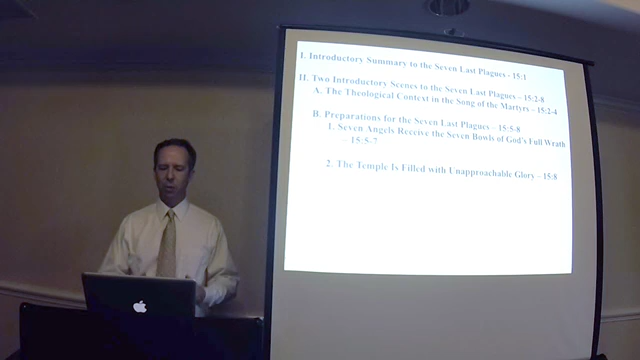 I. Introductory Summary to the Seven Last Plagues - 15:1
II. Two Introductory Scenes to the Seven Last Plagues - 15:2-8
A. The Theological Context in the Song of the Martyrs - 15:2-4
B. Preparations for the Seven Last Plagues - 15:5-8
1. Seven Angels Receive the Seven Bowls of God's Full Wrath
- 15:5-7
2. The Temple Is Filled with Unapproachable Glory - 15:8